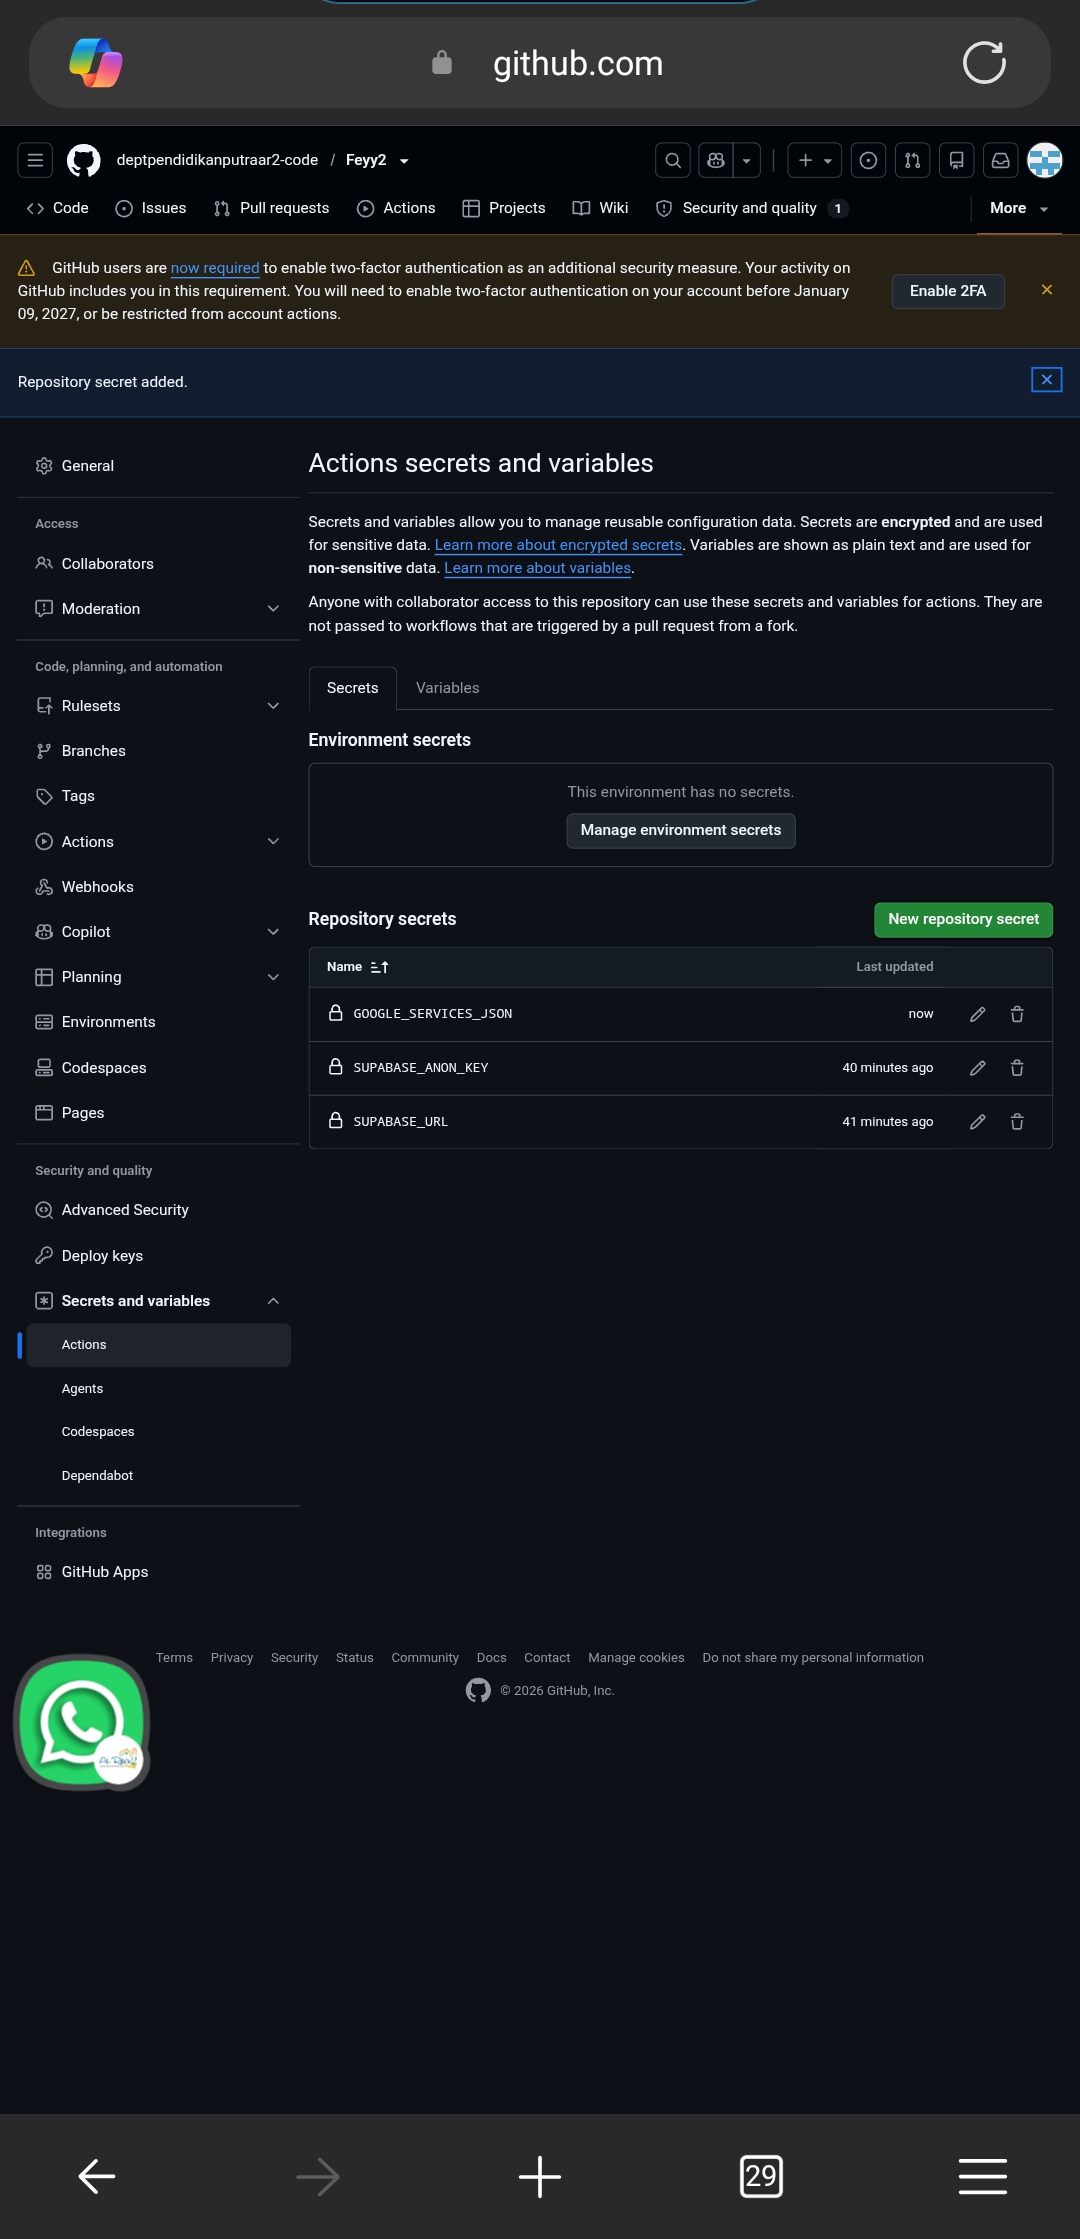 github.com
deptpendidikanputraar2-code / Feyy2
Code Issues Pull requests Actions Projects Wiki Security and quality 1 More
GitHub users are now required to enable two-factor authentication as an additional security measure. Your activity on
GitHub includes you in this requirement. You will need to enable two-factor authentication on your account before January
09, 2027, or be restricted from account actions.
Enable 2FA
Repository secret added.
General
Access
Collaborators
Moderation
Code, planning, and automation
Rulesets
Branches
Tags
Actions
Webhooks
Copilot
Planning
Environments
Codespaces
Pages
Security and quality
Advanced Security
Deploy keys
Secrets and variables
Actions
Agents
Codespaces
Dependabot
Integrations
GitHub Apps
Actions secrets and variables
Secrets and variables allow you to manage reusable configuration data. Secrets are encrypted and are used
for sensitive data. Learn more about encrypted secrets. Variables are shown as plain text and are used for
non-sensitive data. Learn more about variables.
Anyone with collaborator access to this repository can use these secrets and variables for actions. They are
not passed to workflows that are triggered by a pull request from a fork.
Secrets Variables
Environment secrets
This environment has no secrets.
Manage environment secrets
Repository secrets
New repository secret
Name Last updated
GOOGLE_SERVICES_JSON now
SUPABASE_ANON_KEY 40 minutes ago
SUPABASE_URL 41 minutes ago
Terms Privacy Security Status Community Docs Contact Manage cookies Do not share my personal information
© 2026 GitHub, Inc.
29